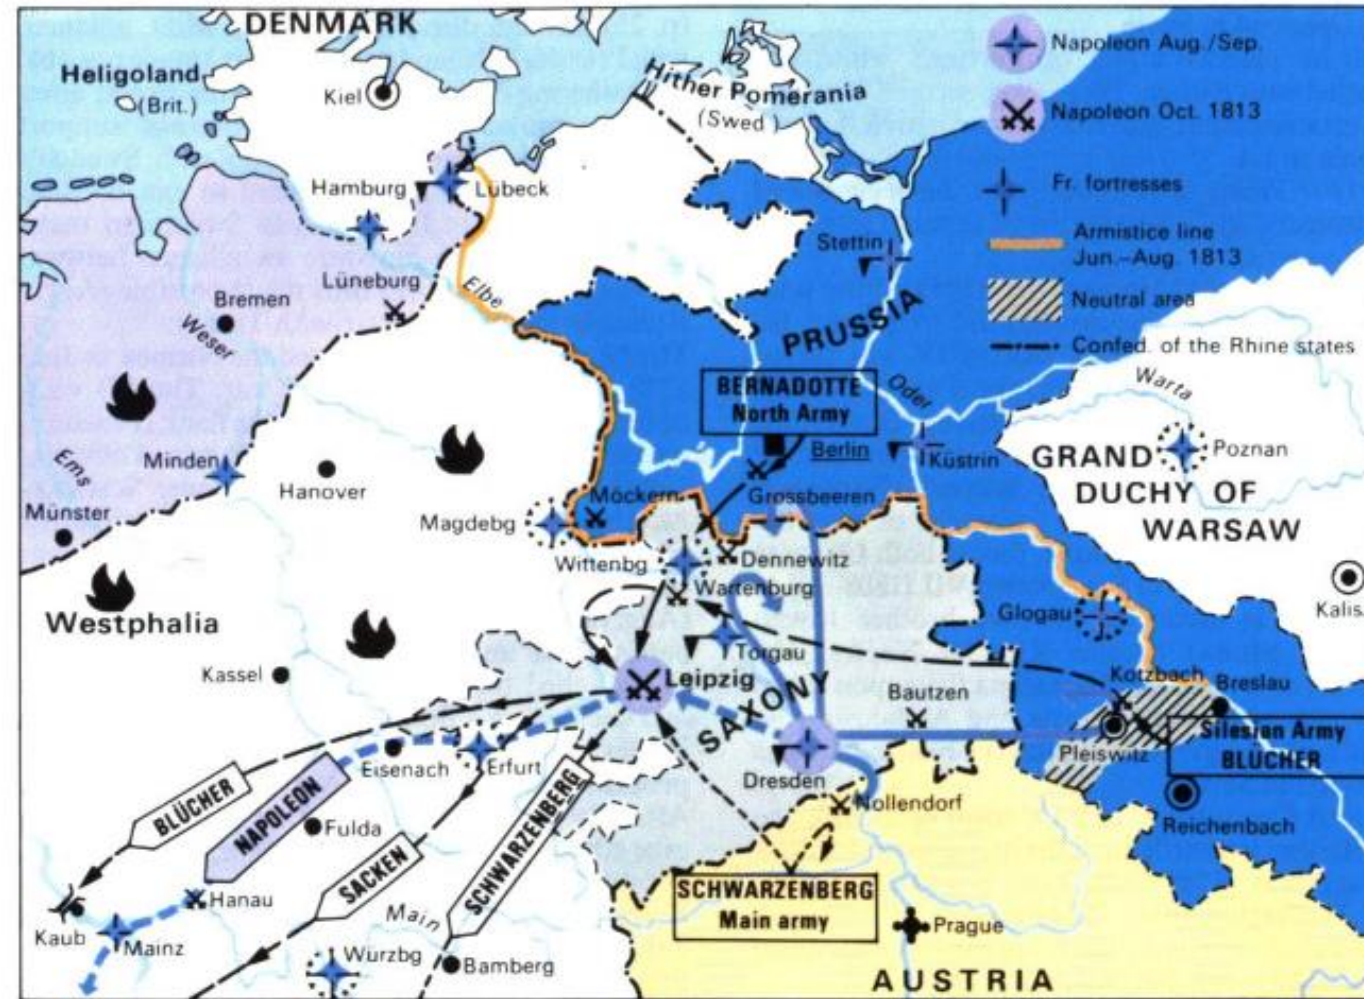 DENMARK
Heligoland
(Brit.)
Kiel
Hither Pomerania
(Swed.)
Napoleon Aug./Sep.
Napoleon Oct. 1813
Fr. fortresses
Armistice line
Jun.–Aug. 1813
Neutral area
Confed. of the Rhine states
Hamburg
Lübeck
Stettin
Lüneburg
Elbe
Bremen
Weser
PRUSSIA
Oder
Warta
BERNADOTTE
North Army
Berlin
Küstrin
Poznan
GRAND
DUCHY OF
WARSAW
Ems
Minden
Hanover
Münster
Magdebg
Möckern
Grossbeeren
Wittenbg
Dennewitz
Wartenburg
Glogau
Kalis
Westphalia
Kassel
Torgau
Leipzig
SAXONY
Bautzen
Kotzbach
Breslau
Pleiswitz
Silesian Army
BLÜCHER
Eisenach
Erfurt
Dresden
Nollendorf
Reichenbach
BLÜCHER
NAPOLEON
SACKEN
SCHWARZENBERG
Fulda
Hanau
Main
SCHWARZENBERG
Main army
Kaub
Mainz
Würzbg
Bamberg
Prague
AUSTRIA